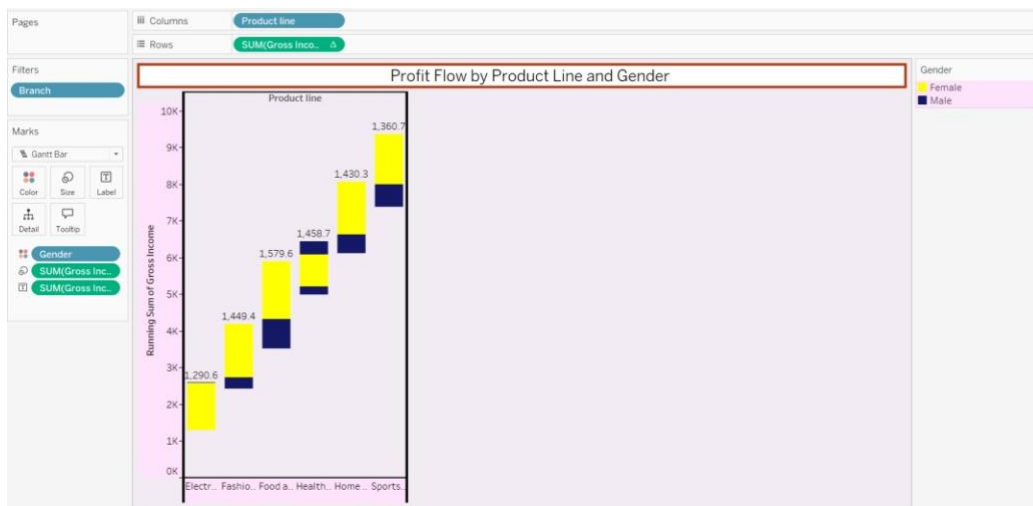 Pages
Columns
Product line
Rows
SUM(Gross Inco..
Filters
Branch
Marks
Gantt Bar
Color
Size
Label
Detail
Tooltip
Gender
SUM(Gross Inc..
SUM(Gross Inc..
Profit Flow by Product Line and Gender
Product line
Running Sum of Gross Income
10K
9K
8K
7K
6K
5K
4K
3K
2K
1K
0K
1,290.6
1,449.4
1,579.6
1,458.7
1,430.3
1,360.7
Electr.. Fashio.. Food a.. Health.. Home .. Sports..
Gender
Female
Male